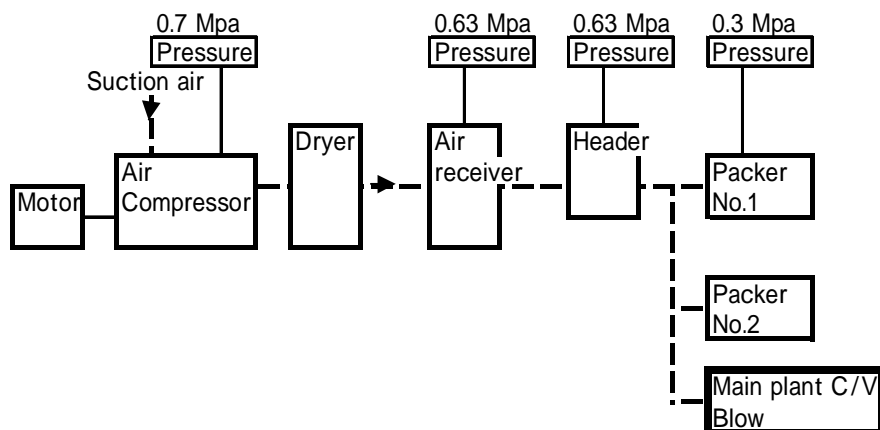 0.7 Mpa
0.63 Mpa
0.63 Mpa
0.3 Mpa
Pressure
Pressure
Pressure
Pressure
Suction air
Dryer
Air
receiver
Header
Air
Compressor
Motor
Packer
No.1
Packer
No.2
Main plant C/V
Blow